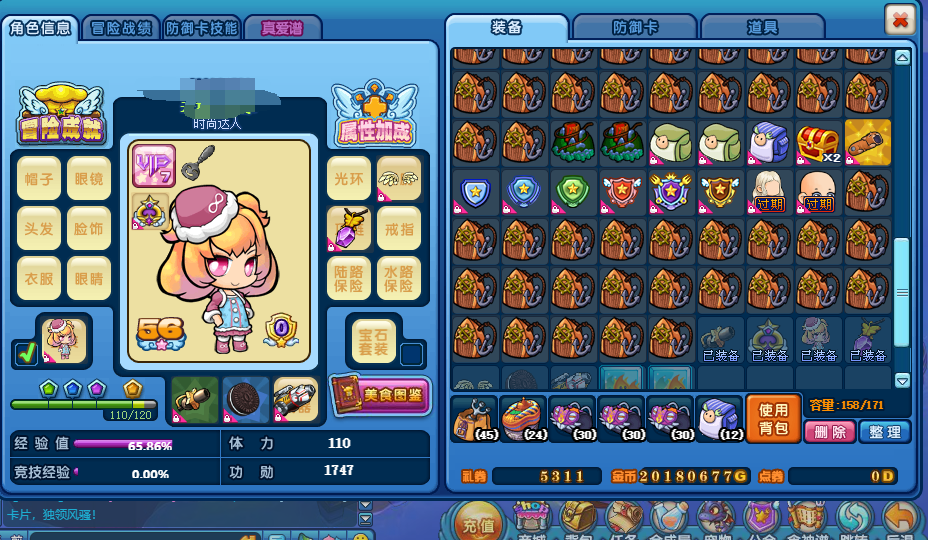 角色信息 冒险战绩 防御卡技能 真爱谱
冒险成就
时尚达人
属性加成
帽子 眼镜
头发 脸饰
衣服 眼睛
VIP
7
56
0
光环
戒指
陆路保险 水路保险
宝石套装
110/120
美食图鉴
经验值 65.86% 体力 110
竞技经验 0.00% 功勋 1747
装备 防御卡 道具
X2
过期 过期
已装备 已装备 已装备 已装备
(45) (24) (30) (30) (30) (12)
使用背包
容量:158/171
删除 整理
礼券 5311 金币 20180677G 点券 0D
卡片，独领风骚!
充值